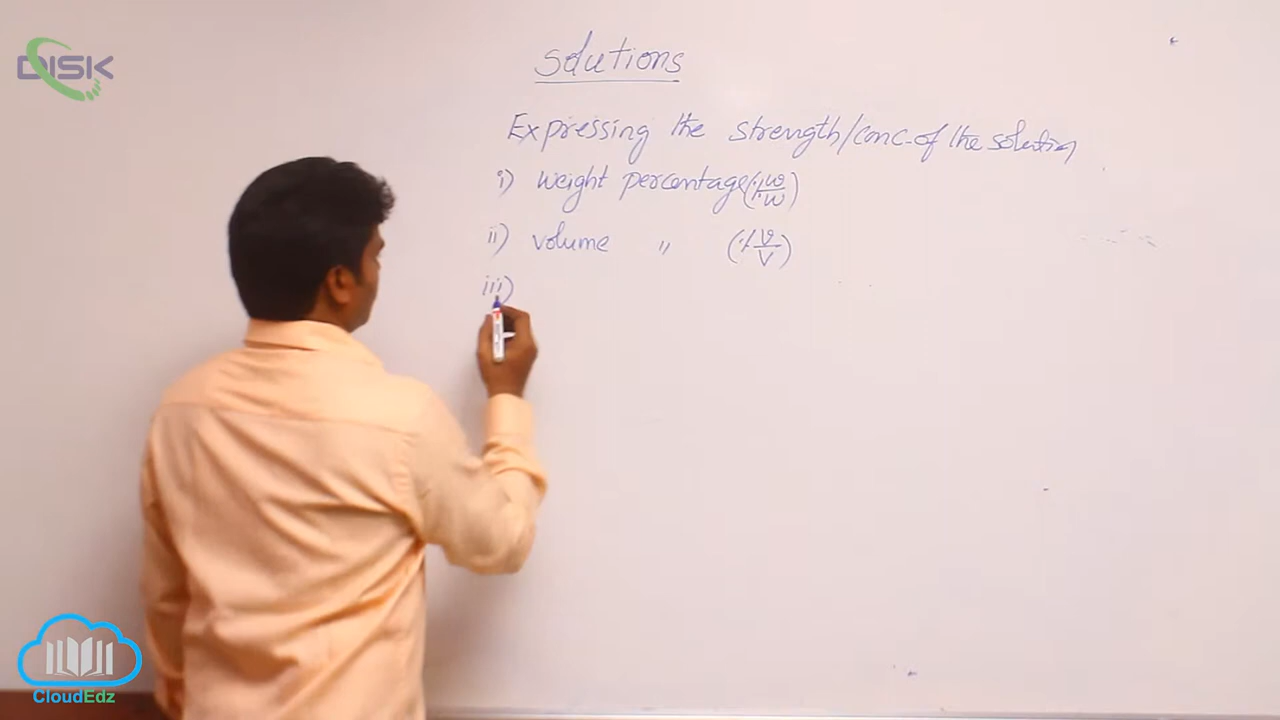 DISK
Solutions
Expressing the strength/conc. of the solution
i) weight percentage (% w/w)
ii) volume " (% v/v)
iii)
CloudEdz